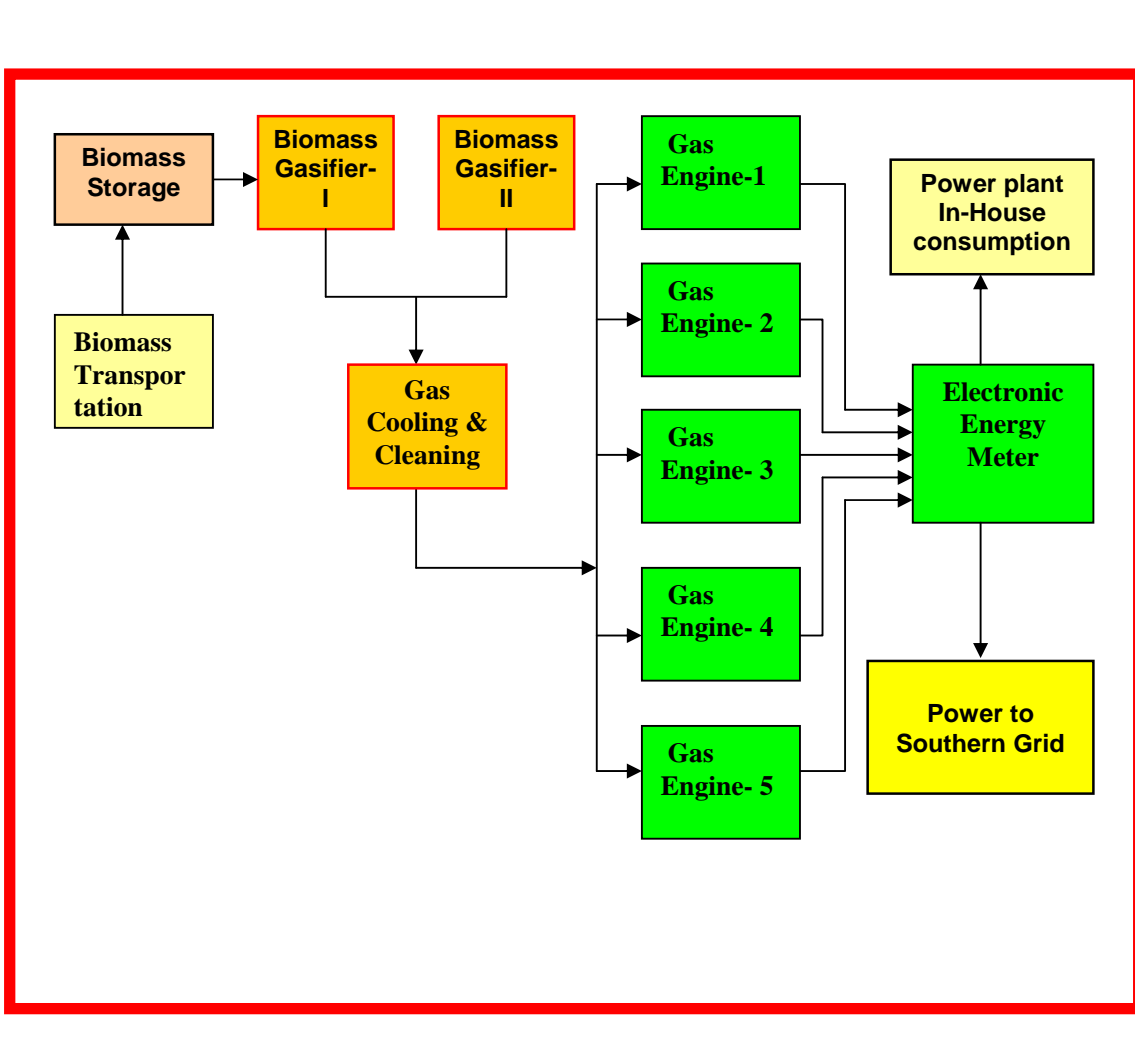 Biomass
Storage
Biomass
Gasifier-
I
Biomass
Gasifier-
II
Gas
Engine-1
Power plant
In-House
consumption
Gas
Engine- 2
Biomass
Transpor
tation
Gas
Cooling &
Cleaning
Electronic
Energy
Meter
Gas
Engine- 3
Gas
Engine- 4
Power to
Southern Grid
Gas
Engine- 5